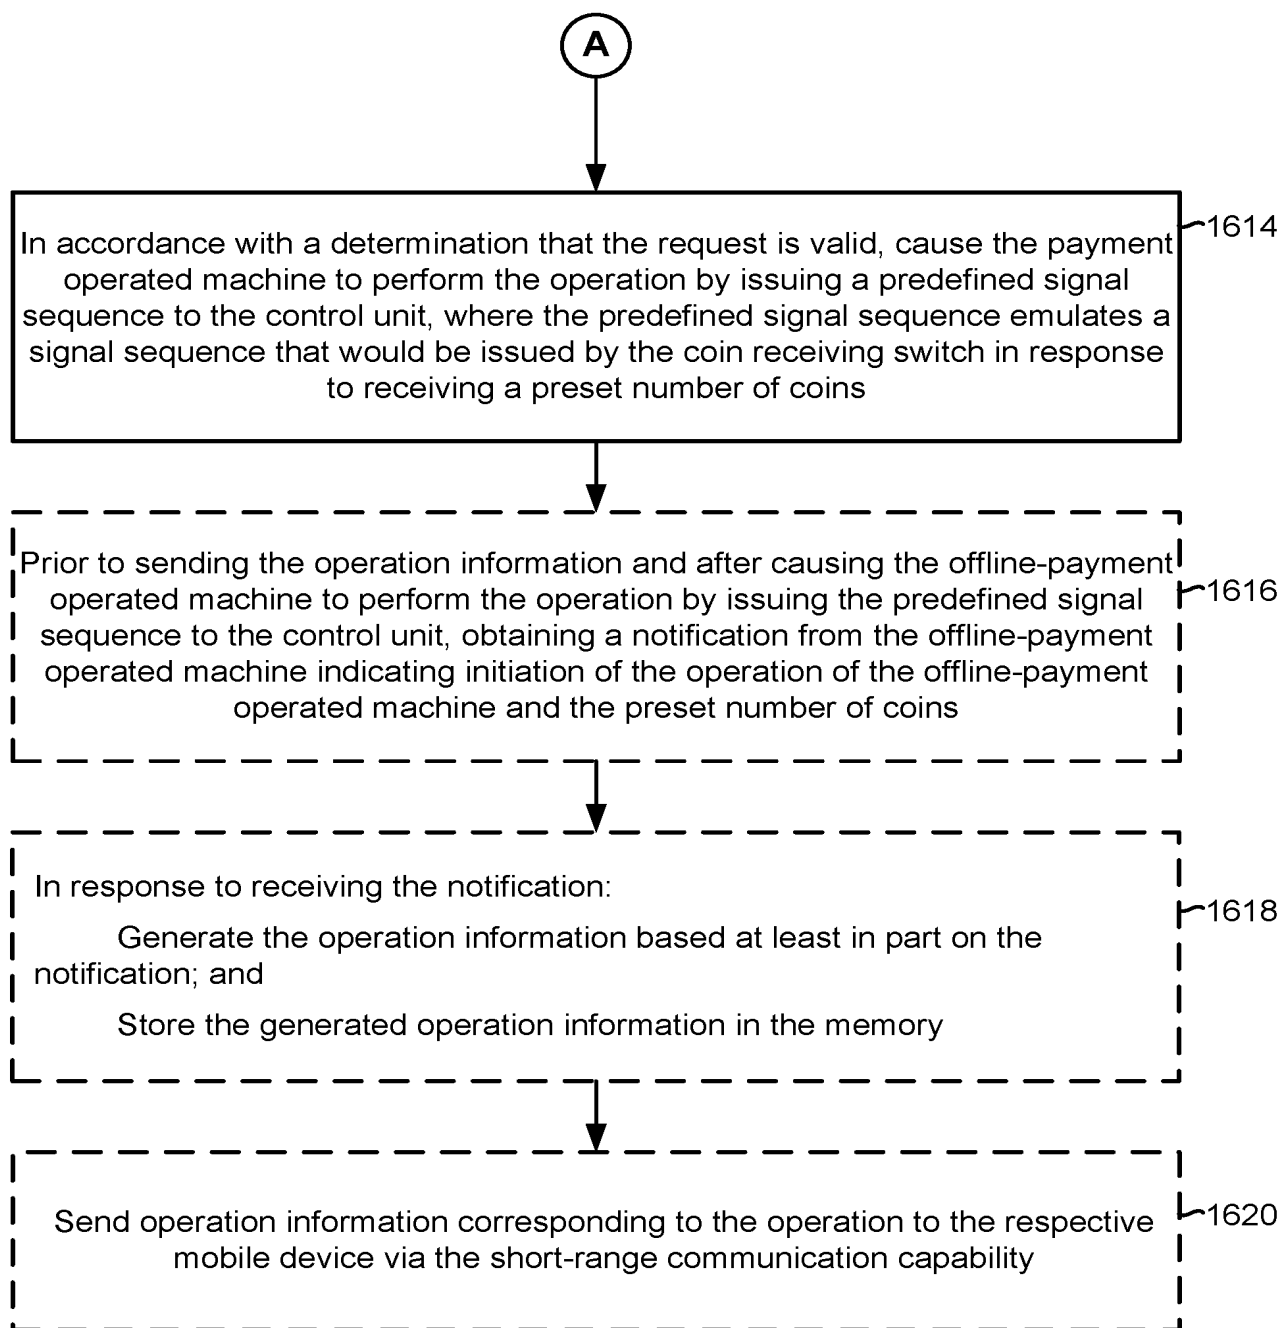 A
In accordance with a determination that the request is valid, cause the payment
operated machine to perform the operation by issuing a predefined signal
sequence to the control unit, where the predefined signal sequence emulates a
signal sequence that would be issued by the coin receiving switch in response
to receiving a preset number of coins
1614
Prior to sending the operation information and after causing the offline-payment
operated machine to perform the operation by issuing the predefined signal
sequence to the control unit, obtaining a notification from the offline-payment
operated machine indicating initiation of the operation of the offline-payment
operated machine and the preset number of coins
1616
In response to receiving the notification:
Generate the operation information based at least in part on the
notification; and
Store the generated operation information in the memory
1618
Send operation information corresponding to the operation to the respective
mobile device via the short-range communication capability
1620